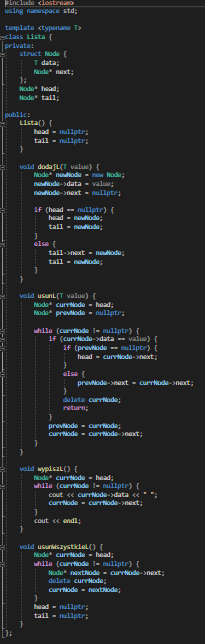 #include <iostream>
using namespace std;

template <typename T>
class Lista {
private:
    struct Node {
        T data;
        Node* next;
    };
    Node* head;
    Node* tail;

public:
    Lista() {
        head = nullptr;
        tail = nullptr;
    }

    void dodajL(T value) {
        Node* newNode = new Node;
        newNode->data = value;
        newNode->next = nullptr;

        if (head == nullptr) {
            head = newNode;
            tail = newNode;
        }
        else {
            tail->next = newNode;
            tail = newNode;
        }
    }

    void usunL(T value) {
        Node* currNode = head;
        Node* prevNode = nullptr;

        while (currNode != nullptr) {
            if (currNode->data == value) {
                if (prevNode == nullptr) {
                    head = currNode->next;
                }
                else {
                    prevNode->next = currNode->next;
                }
                delete currNode;
                return;
            }
            prevNode = currNode;
            currNode = currNode->next;
        }
    }

    void wypiszL() {
        Node* currNode = head;
        while (currNode != nullptr) {
            cout << currNode->data << " ";
            currNode = currNode->next;
        }
        cout << endl;
    }

    void usunWszystkieL() {
        Node* currNode = head;
        while (currNode != nullptr) {
            Node* nextNode = currNode->next;
            delete currNode;
            currNode = nextNode;
        }
        head = nullptr;
        tail = nullptr;
    }
};